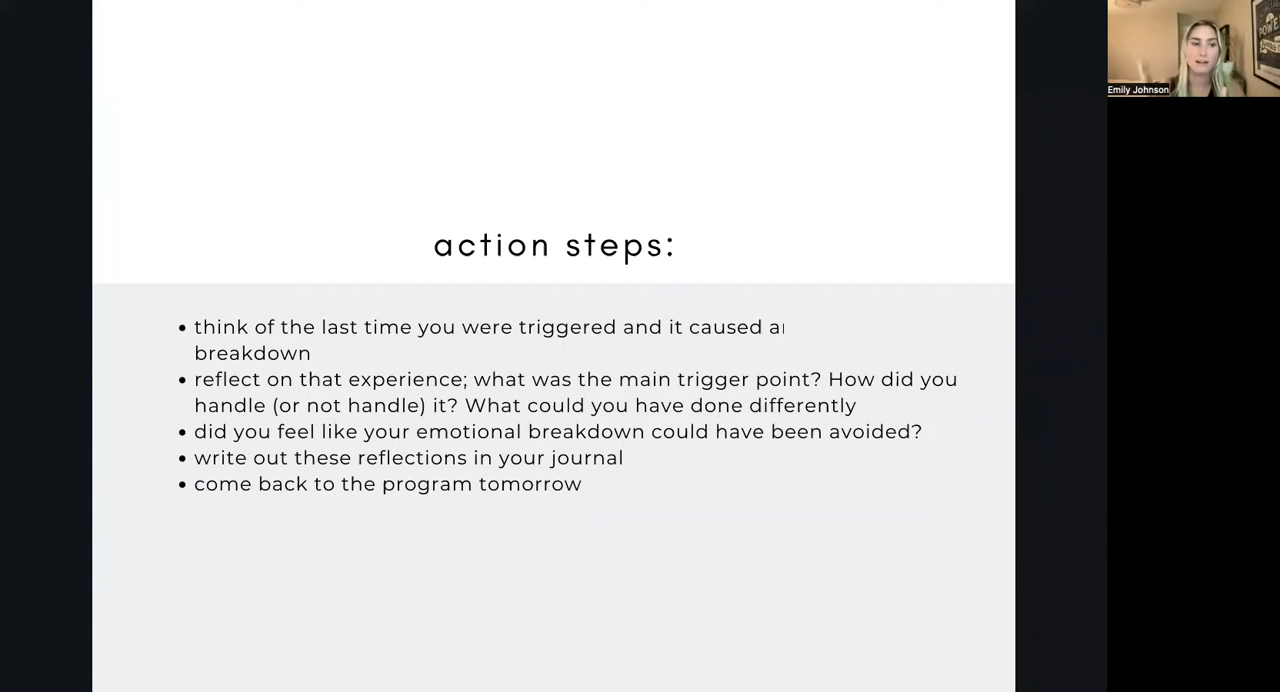 action steps:
• think of the last time you were triggered and it caused
breakdown
• reflect on that experience; what was the main trigger point? How did you
handle (or not handle) it? What could you have done differently
• did you feel like your emotional breakdown could have been avoided?
• write out these reflections in your journal
• come back to the program tomorrow
Emily Johnson